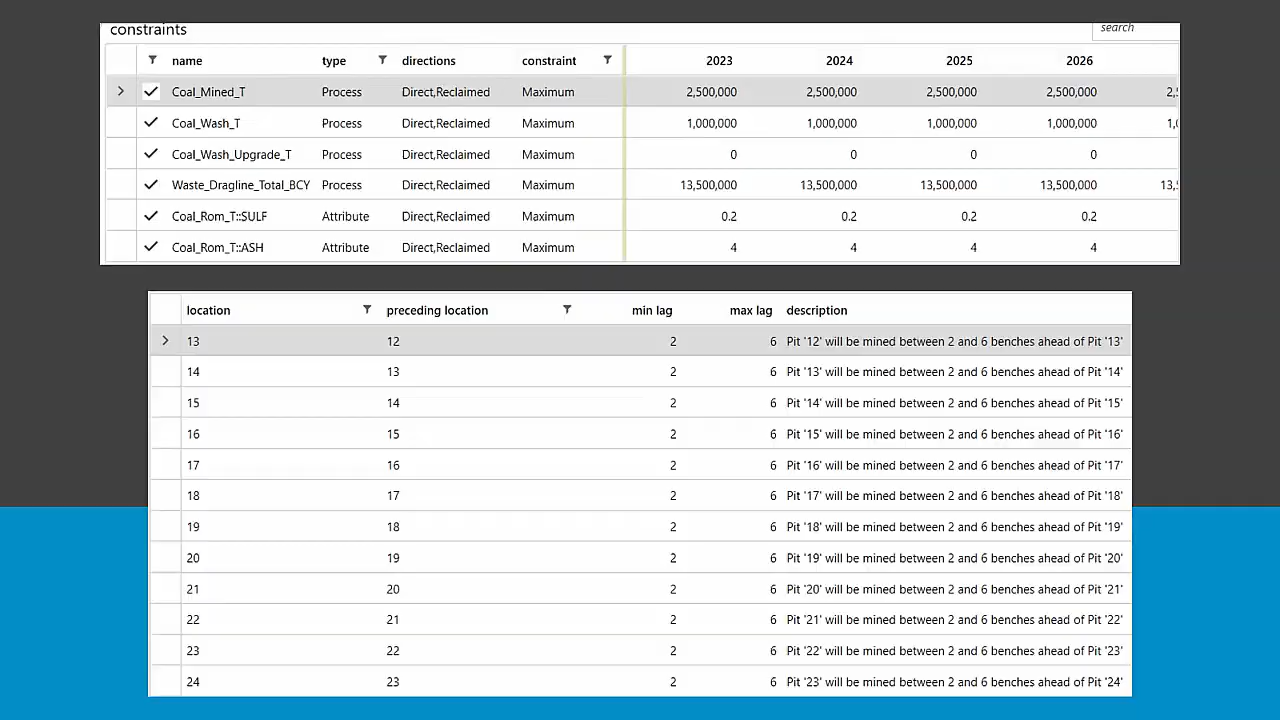 constraints
search
name type directions constraint 2023 2024 2025 2026
Coal_Mined_T Process Direct,Reclaimed Maximum 2,500,000 2,500,000 2,500,000 2,500,000
Coal_Wash_T Process Direct,Reclaimed Maximum 1,000,000 1,000,000 1,000,000 1,000,000
Coal_Wash_Upgrade_T Process Direct,Reclaimed Maximum 0 0 0 0
Waste_Dragline_Total_BCY Process Direct,Reclaimed Maximum 13,500,000 13,500,000 13,500,000 13,500,000
Coal_Rom_T::SULF Attribute Direct,Reclaimed Maximum 0.2 0.2 0.2 0.2
Coal_Rom_T::ASH Attribute Direct,Reclaimed Maximum 4 4 4 4
location preceding location min lag max lag description
13 12 2 6 Pit '12' will be mined between 2 and 6 benches ahead of Pit '13'
14 13 2 6 Pit '13' will be mined between 2 and 6 benches ahead of Pit '14'
15 14 2 6 Pit '14' will be mined between 2 and 6 benches ahead of Pit '15'
16 15 2 6 Pit '15' will be mined between 2 and 6 benches ahead of Pit '16'
17 16 2 6 Pit '16' will be mined between 2 and 6 benches ahead of Pit '17'
18 17 2 6 Pit '17' will be mined between 2 and 6 benches ahead of Pit '18'
19 18 2 6 Pit '18' will be mined between 2 and 6 benches ahead of Pit '19'
20 19 2 6 Pit '19' will be mined between 2 and 6 benches ahead of Pit '20'
21 20 2 6 Pit '20' will be mined between 2 and 6 benches ahead of Pit '21'
22 21 2 6 Pit '21' will be mined between 2 and 6 benches ahead of Pit '22'
23 22 2 6 Pit '22' will be mined between 2 and 6 benches ahead of Pit '23'
24 23 2 6 Pit '23' will be mined between 2 and 6 benches ahead of Pit '24'